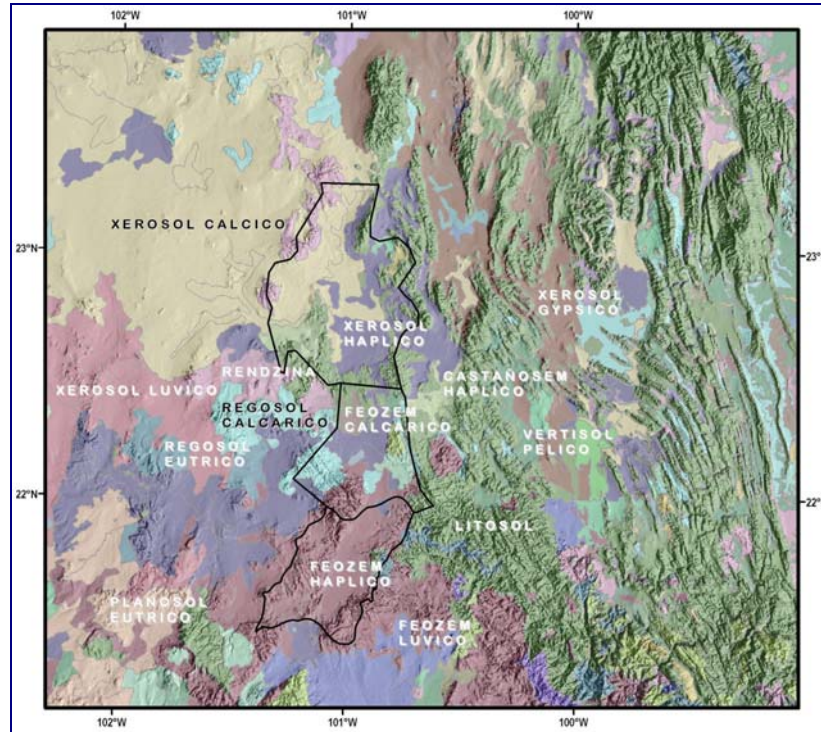 102°W 101°W 100°W
23°N
23°N
XEROSOL CALCICO
XEROSOL
GYPSICO
XEROSOL
HAPLICO
RENDZINA
XEROSOL LUVICO
CASTAÑOSEM
HAPLICO
REGOSOL
CALCARICO
FEOZEM
CALCARICO
REGOSOL
EUTRICO
VERTISOL
PELICO
22°N
22°N
LITOSOL
FEOZEM
HAPLICO
PLAÑOSOL
EUTRICO
FEOZEM
LUVICO
102°W 101°W 100°W